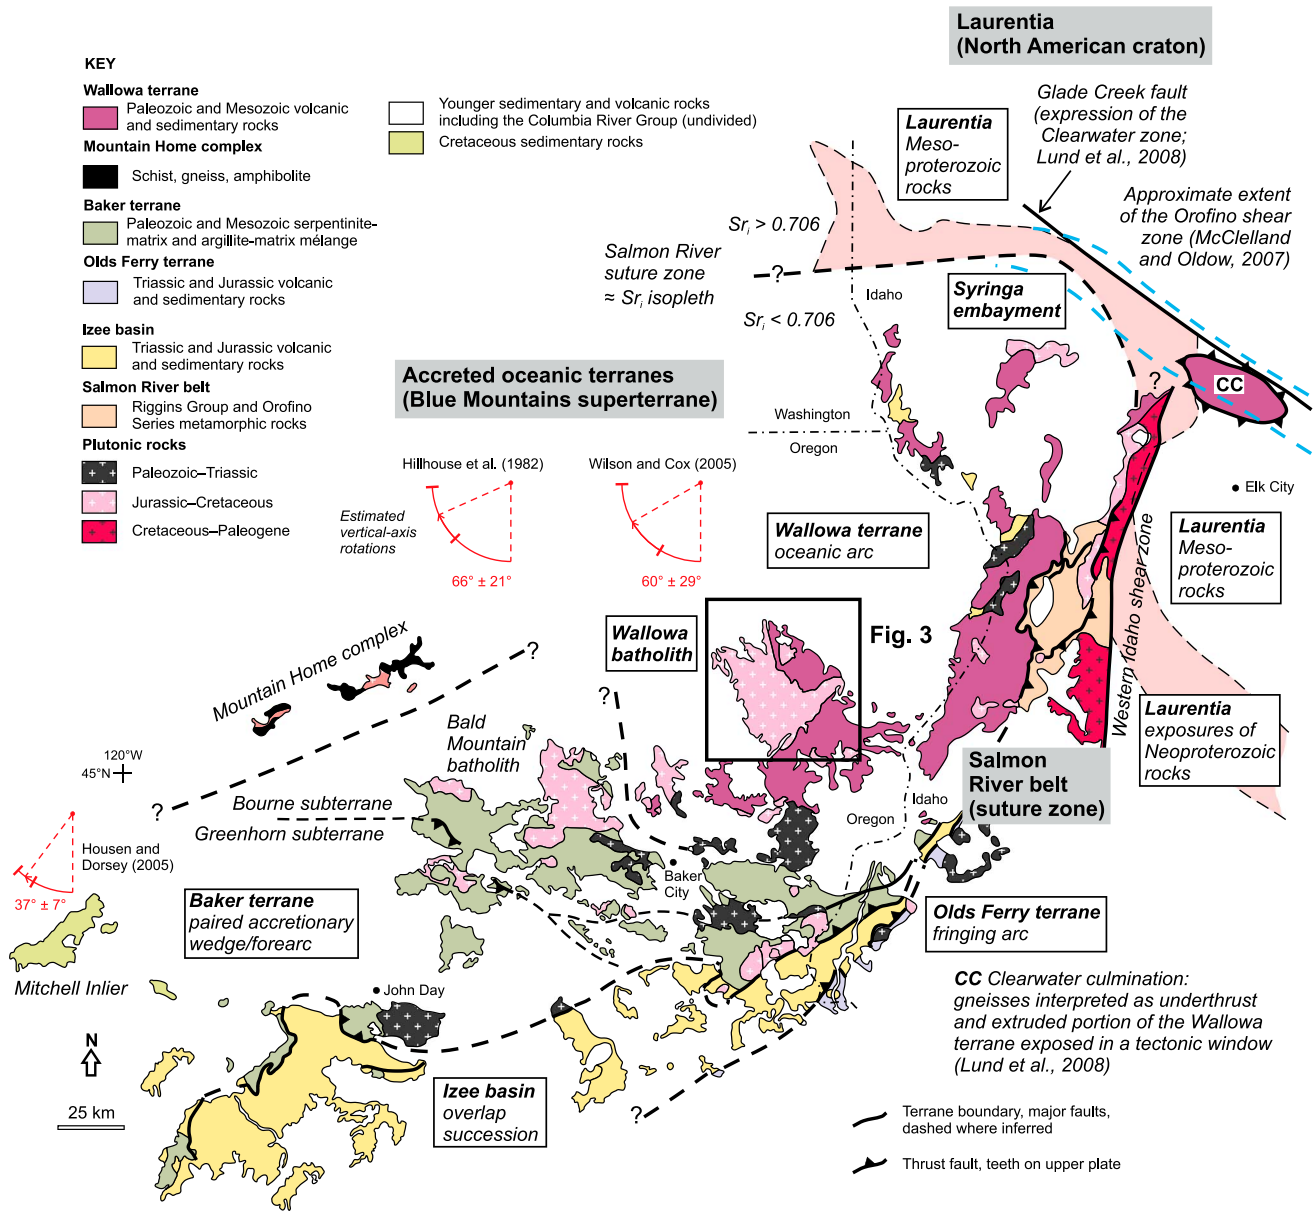 Laurentia
(North American craton)
KEY
Wallowa terrane
Paleozoic and Mesozoic volcanic
and sedimentary rocks
Mountain Home complex
Schist, gneiss, amphibolite
Baker terrane
Paleozoic and Mesozoic serpentinite-
matrix and argillite-matrix mélange
Olds Ferry terrane
Triassic and Jurassic volcanic
and sedimentary rocks
Izee basin
Triassic and Jurassic volcanic
and sedimentary rocks
Salmon River belt
Riggins Group and Orofino
Series metamorphic rocks
Plutonic rocks
Paleozoic–Triassic
Jurassic–Cretaceous
Cretaceous–Paleogene
Younger sedimentary and volcanic rocks
including the Columbia River Group (undivided)
Cretaceous sedimentary rocks
Glade Creek fault
(expression of the
Clearwater zone;
Lund et al., 2008)
Laurentia
Meso-
proterozoic
rocks
Approximate extent
of the Orofino shear
zone (McClelland
and Oldow, 2007)
Sri > 0.706
Salmon River
suture zone
≈ Sri isopleth
?
Idaho
Sri < 0.706
Syringa
embayment
Accreted oceanic terranes
(Blue Mountains superterrane)
?
CC
Washington
Oregon
Hillhouse et al. (1982)
Wilson and Cox (2005)
Estimated
vertical-axis
rotations
66° ± 21°
60° ± 29°
Elk City
Wallowa terrane
oceanic arc
Laurentia
Meso-
proterozoic
rocks
Western Idaho shear zone
Wallowa
batholith
Fig. 3
Mountain Home complex
?
?
?
?
Laurentia
exposures of
Neoproterozoic
rocks
Bald
Mountain
batholith
120°W
45°N
Salmon
River belt
(suture zone)
Bourne subterrane
Greenhorn subterrane
Idaho
Oregon
Housen and
Dorsey (2005)
37° ± 7°
Baker
City
Baker terrane
paired accretionary
wedge/forearc
Olds Ferry terrane
fringing arc
Mitchell Inlier
John Day
CC Clearwater culmination:
gneisses interpreted as underthrust
and extruded portion of the Wallowa
terrane exposed in a tectonic window
(Lund et al., 2008)
N
25 km
Izee basin
overlap
succession
?
Terrane boundary, major faults,
dashed where inferred
Thrust fault, teeth on upper plate